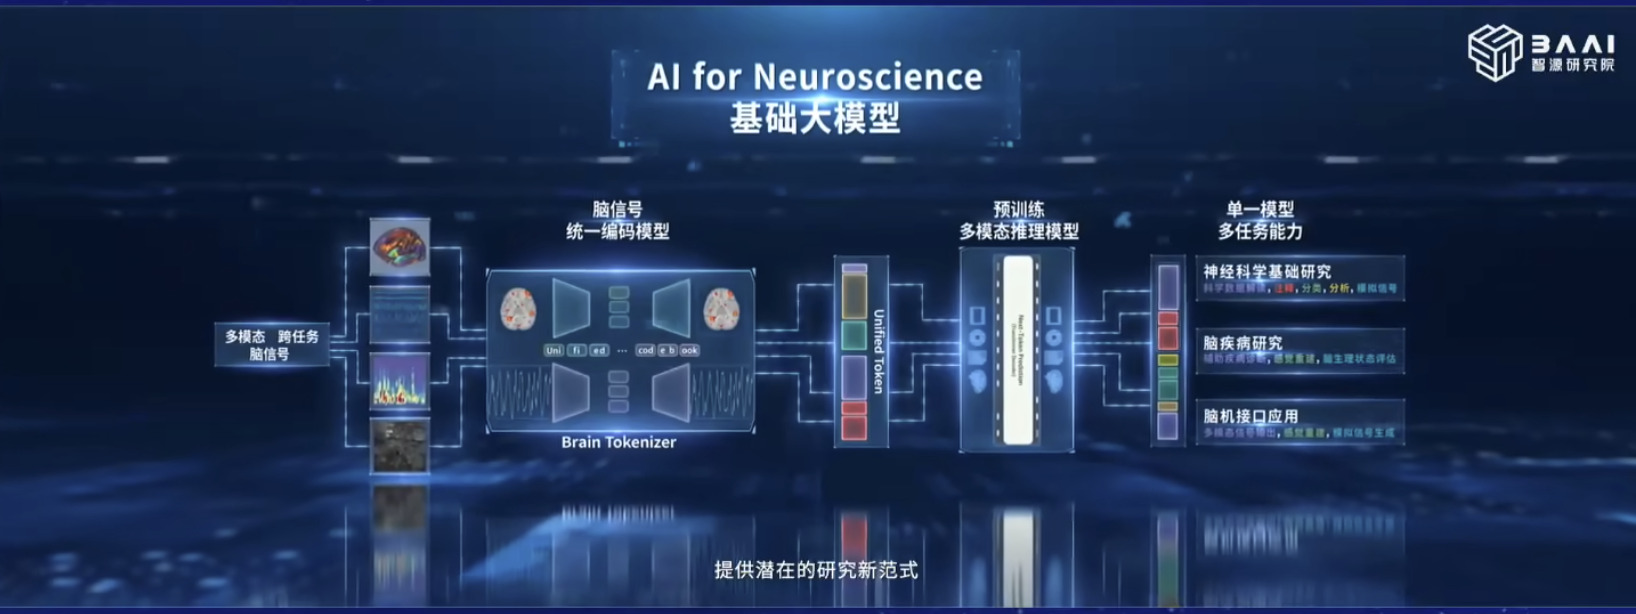 BAAI
智源研究院
AI for Neuroscience
基础大模型
多模态 跨任务
脑信号
脑信号
统一编码模型
Uni fi ed ... cod e b ook
Brain Tokenizer
Unified Token
预训练
多模态推理模型
Next-Token Prediction
单一模型
多任务能力
神经科学基础研究
科学数据解读,注释,分类,分析,模拟信号
脑疾病研究
辅助疾病诊断,感觉重建,脑生理状态评估
脑机接口应用
多模态信号输出,感觉重建,模拟信号生成
提供潜在的研究新范式